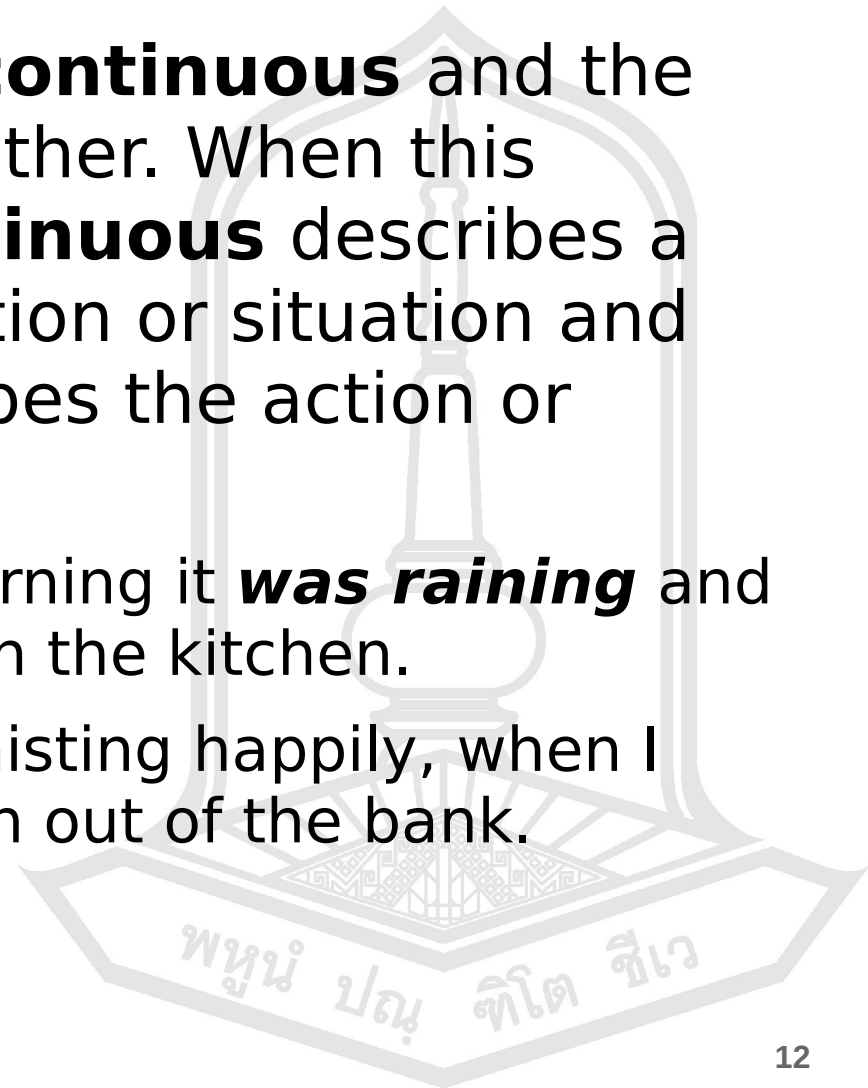 continuous and the
ther. When this
inuous describes a
tion or situation and
bes the action or
rning it was raining and
n the kitchen.
isting happily, when I
n out of the bank.
พหูนํ ปณฺฑิโต ชีเว
12